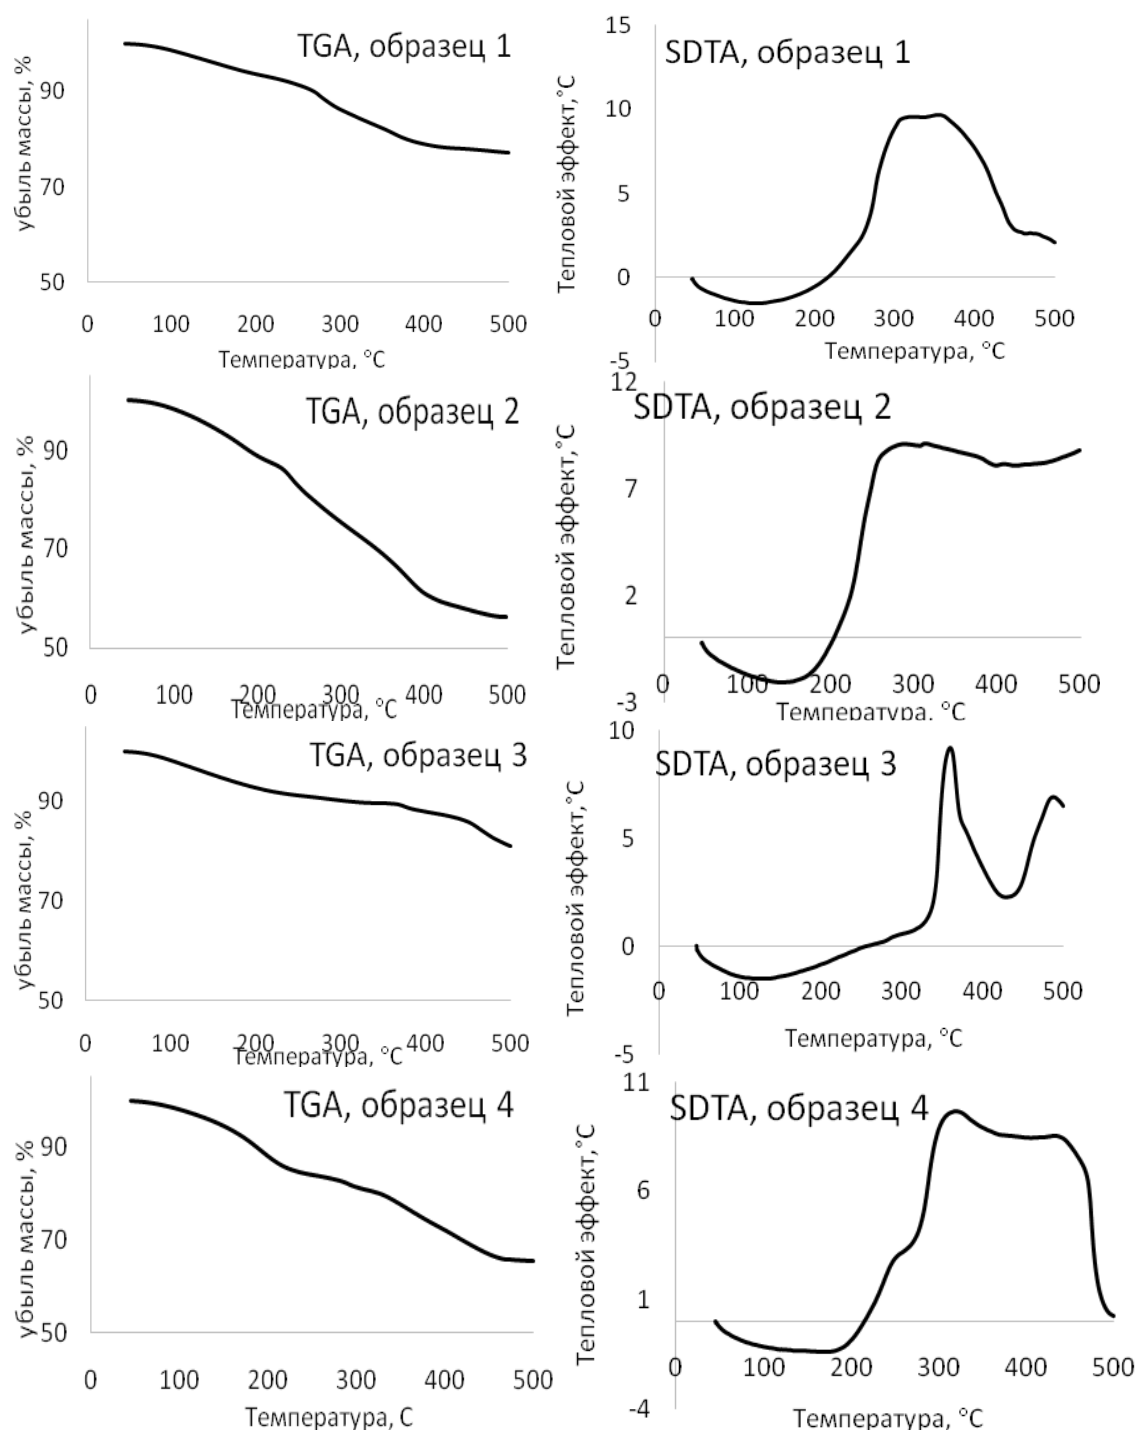 TGA, образец 1
убыль массы, %
90
70
50
0 100 200 300 400 500
Температура, °C
SDTA, образец 1
Тепловой эффект,°C
15
10
5
0
-5
0 100 200 300 400 500
Температура, °C
TGA, образец 2
убыль массы, %
90
70
50
0 100 200 300 400 500
Температура, °C
SDTA, образец 2
Тепловой эффект,°C
12
7
2
-3
0 100 200 300 400 500
Температура, °C
TGA, образец 3
убыль массы, %
90
70
50
0 100 200 300 400 500
Температура, °C
SDTA, образец 3
Тепловой эффект,°C
10
5
0
-5
0 100 200 300 400 500
Температура, °C
TGA, образец 4
убыль массы, %
90
70
50
0 100 200 300 400 500
Температура, С
SDTA, образец 4
Тепловой эффект,°C
11
6
1
-4
0 100 200 300 400 500
Температура, °C